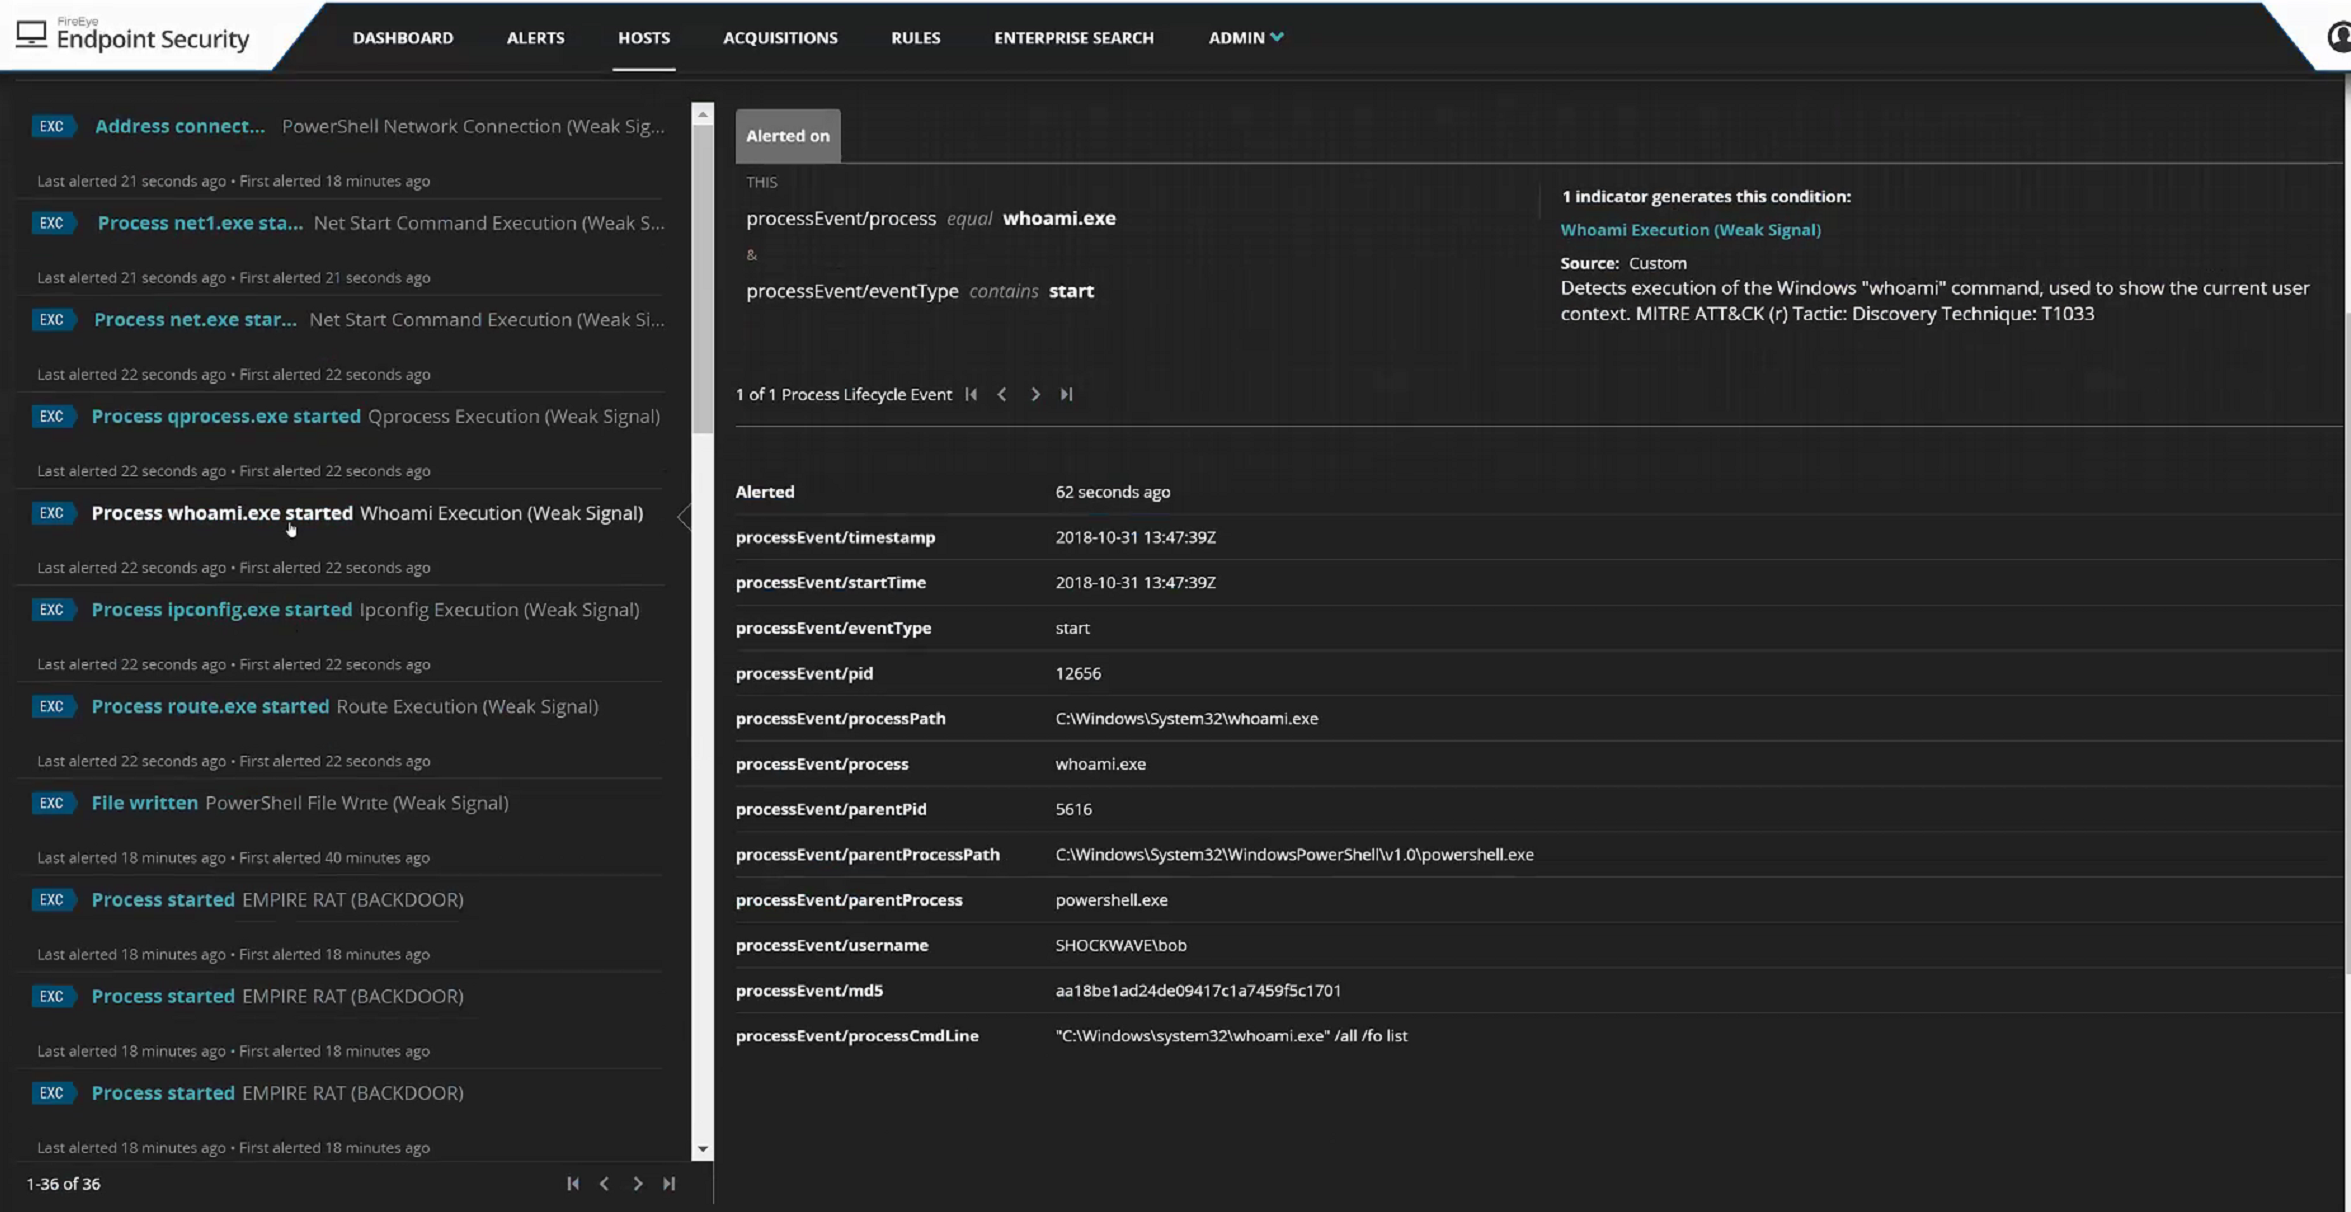 FireEye
Endpoint Security
DASHBOARD ALERTS HOSTS ACQUISITIONS RULES ENTERPRISE SEARCH ADMIN
EXC Address connect... PowerShell Network Connection (Weak Sig...
Last alerted 21 seconds ago • First alerted 18 minutes ago
EXC Process net1.exe sta... Net Start Command Execution (Weak S...
Last alerted 21 seconds ago • First alerted 21 seconds ago
EXC Process net.exe star... Net Start Command Execution (Weak Si...
Last alerted 22 seconds ago • First alerted 22 seconds ago
EXC Process qprocess.exe started Qprocess Execution (Weak Signal)
Last alerted 22 seconds ago • First alerted 22 seconds ago
EXC Process whoami.exe started Whoami Execution (Weak Signal)
Last alerted 22 seconds ago • First alerted 22 seconds ago
EXC Process ipconfig.exe started Ipconfig Execution (Weak Signal)
Last alerted 22 seconds ago • First alerted 22 seconds ago
EXC Process route.exe started Route Execution (Weak Signal)
Last alerted 22 seconds ago • First alerted 22 seconds ago
EXC File written PowerShell File Write (Weak Signal)
Last alerted 18 minutes ago • First alerted 40 minutes ago
EXC Process started EMPIRE RAT (BACKDOOR)
Last alerted 18 minutes ago • First alerted 18 minutes ago
EXC Process started EMPIRE RAT (BACKDOOR)
Last alerted 18 minutes ago • First alerted 18 minutes ago
EXC Process started EMPIRE RAT (BACKDOOR)
Last alerted 18 minutes ago • First alerted 18 minutes ago
1-36 of 36
Alerted on
THIS
processEvent/process equal whoami.exe
&
processEvent/eventType contains start
1 indicator generates this condition:
Whoami Execution (Weak Signal)
Source: Custom
Detects execution of the Windows "whoami" command, used to show the current user
context. MITRE ATT&CK (r) Tactic: Discovery Technique: T1033
1 of 1 Process Lifecycle Event
Alerted 62 seconds ago
processEvent/timestamp 2018-10-31 13:47:39Z
processEvent/startTime 2018-10-31 13:47:39Z
processEvent/eventType start
processEvent/pid 12656
processEvent/processPath C:\Windows\System32\whoami.exe
processEvent/process whoami.exe
processEvent/parentPid 5616
processEvent/parentProcessPath C:\Windows\System32\WindowsPowerShell\v1.0\powershell.exe
processEvent/parentProcess powershell.exe
processEvent/username SHOCKWAVE\bob
processEvent/md5 aa18be1ad24de09417c1a7459f5c1701
processEvent/processCmdLine "C:\Windows\system32\whoami.exe" /all /fo list